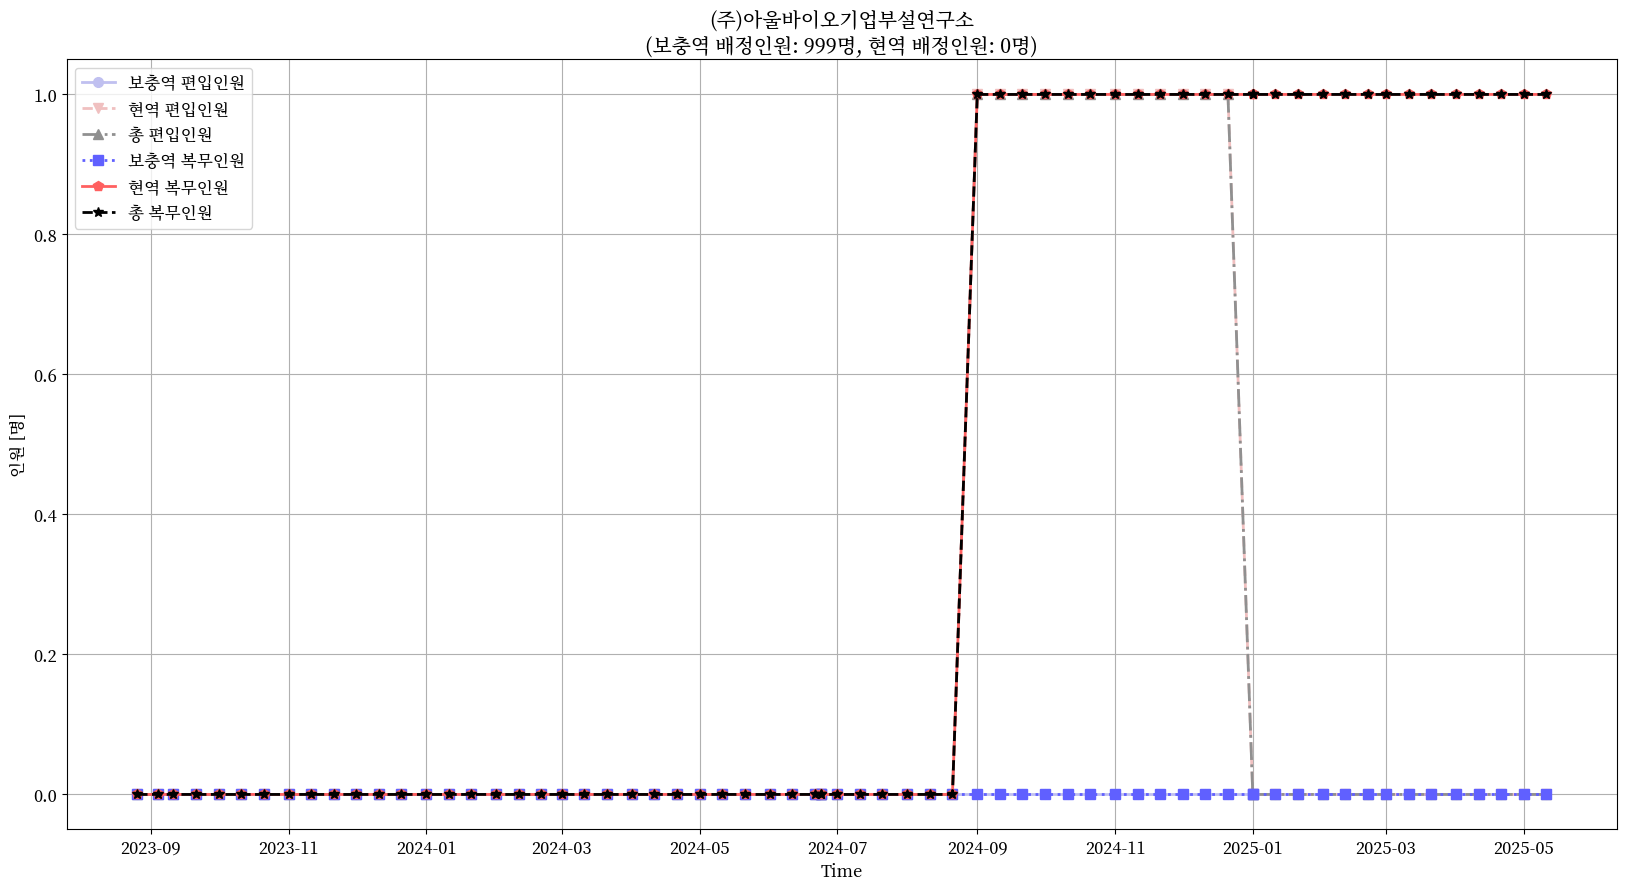 (주)아울바이오기업부설연구소
(보충역 배정인원: 999명, 현역 배정인원: 0명)
보충역 편입인원
현역 편입인원
총 편입인원
보충역 복무인원
현역 복무인원
총 복무인원
1.0
0.8
0.6
0.4
0.2
0.0
인원 [명]
2023-09 2023-11 2024-01 2024-03 2024-05 2024-07 2024-09 2024-11 2025-01 2025-03 2025-05
Time